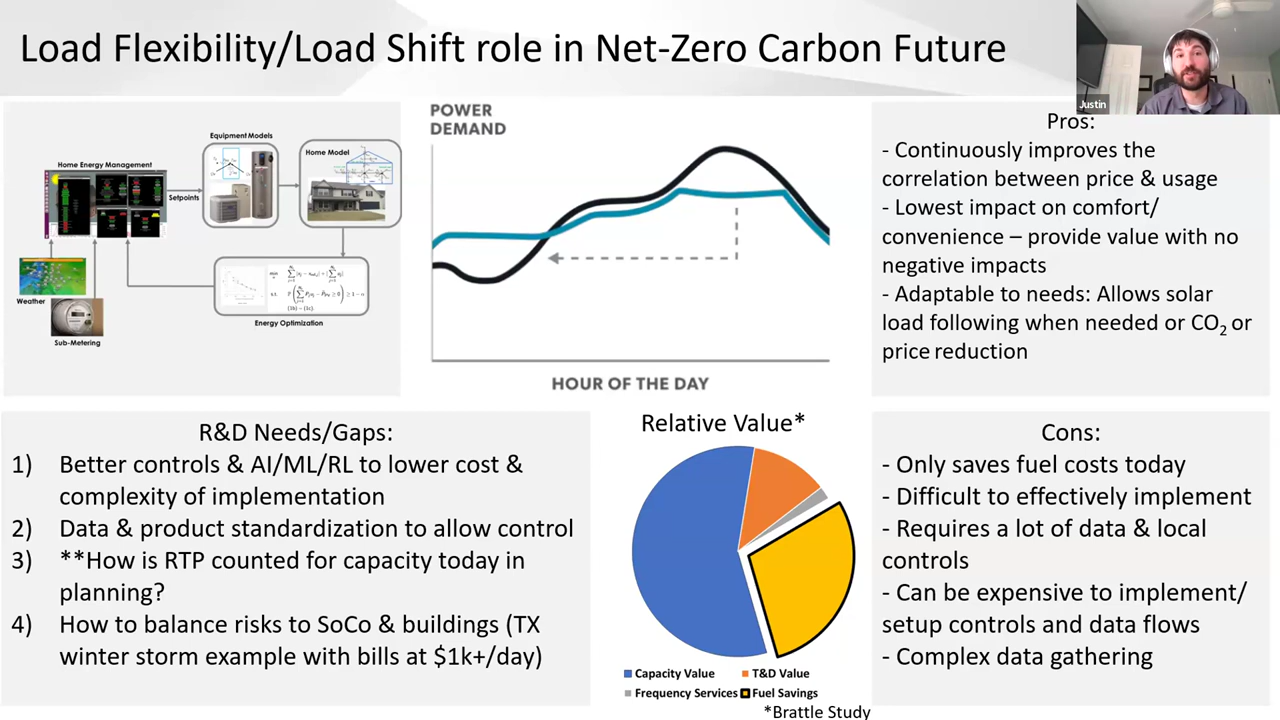 Load Flexibility/Load Shift role in Net-Zero Carbon Future
Justin
Equipment Models
Home Energy Management
Home Model
Setpoints
Weather
Sub-Metering
Energy Optimization
POWER
DEMAND
HOUR OF THE DAY
Pros:
- Continuously improves the
correlation between price & usage
- Lowest impact on comfort/
convenience – provide value with no
negative impacts
- Adaptable to needs: Allows solar
load following when needed or CO2 or
price reduction
R&D Needs/Gaps:
1) Better controls & AI/ML/RL to lower cost &
complexity of implementation
2) Data & product standardization to allow control
3) **How is RTP counted for capacity today in
planning?
4) How to balance risks to SoCo & buildings (TX
winter storm example with bills at $1k+/day)
Relative Value*
Capacity Value
T&D Value
Frequency Services
Fuel Savings
*Brattle Study
Cons:
- Only saves fuel costs today
- Difficult to effectively implement
- Requires a lot of data & local
controls
- Can be expensive to implement/
setup controls and data flows
- Complex data gathering